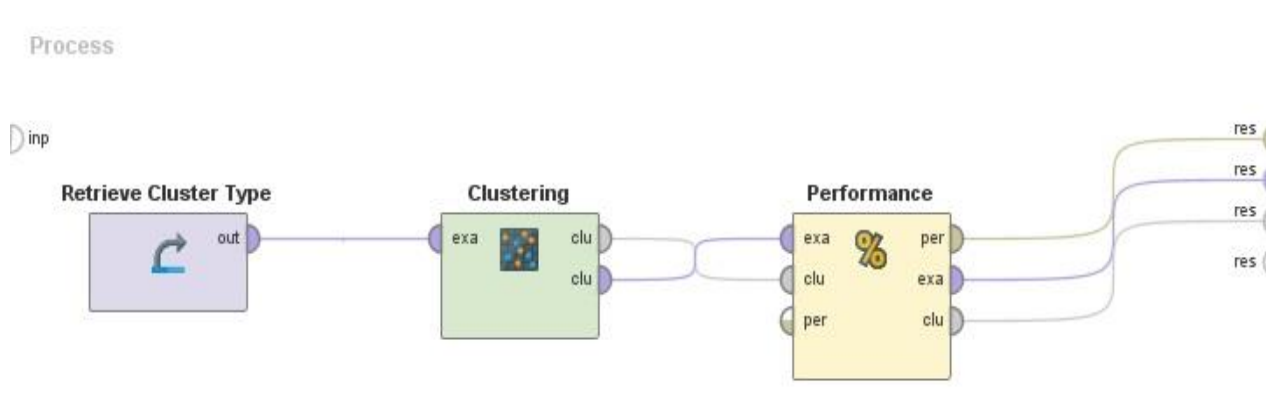 Process
inp
Retrieve Cluster Type
out
Clustering
exa
clu
clu
Performance
exa
%
per
clu
exa
per
clu
res
res
res
res